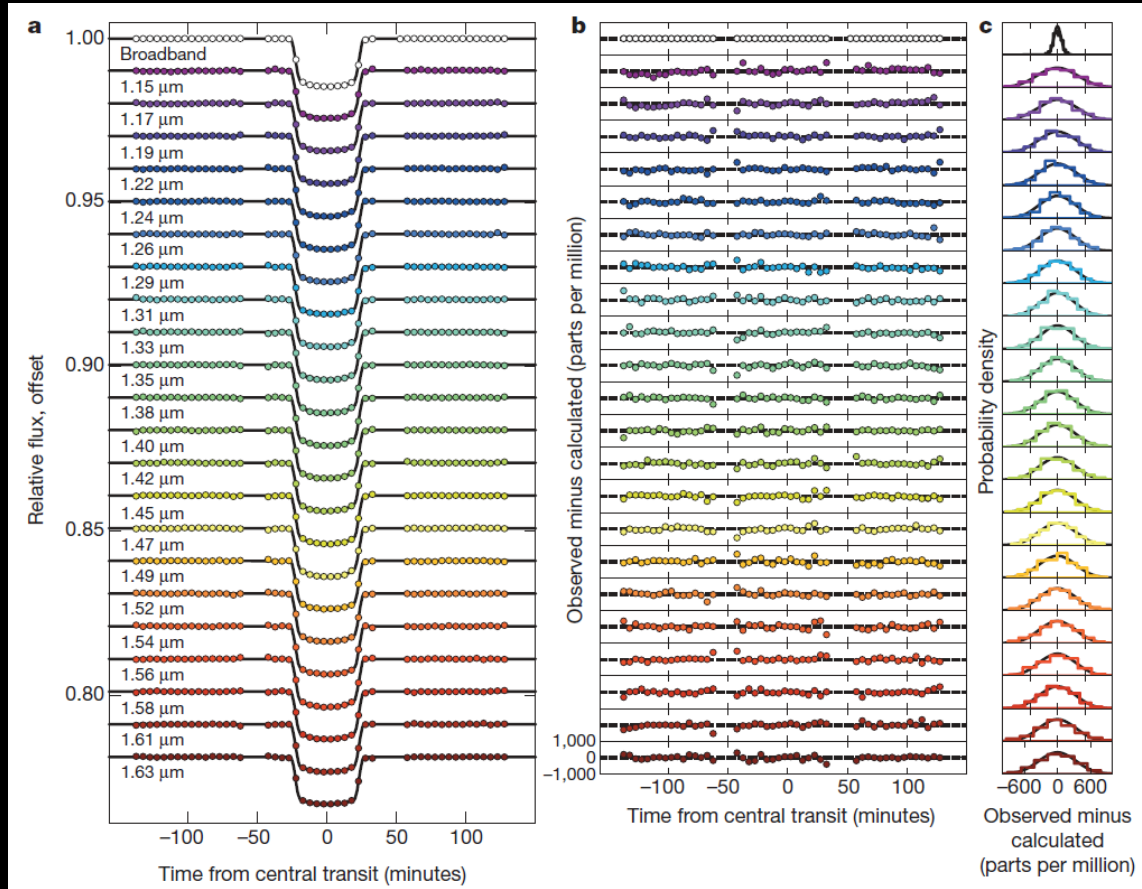 a
b
c
1.00
0.95
0.90
0.85
0.80
Relative flux, offset
Broadband
1.15 μm
1.17 μm
1.19 μm
1.22 μm
1.24 μm
1.26 μm
1.29 μm
1.31 μm
1.33 μm
1.35 μm
1.38 μm
1.40 μm
1.42 μm
1.45 μm
1.47 μm
1.49 μm
1.52 μm
1.54 μm
1.56 μm
1.58 μm
1.61 μm
1.63 μm
−100 −50 0 50 100
Time from central transit (minutes)
Observed minus calculated (parts per million)
1,000
0
−1,000
−100 −50 0 50 100
Time from central transit (minutes)
Probability density
−600 0 600
Observed minus
calculated
(parts per million)